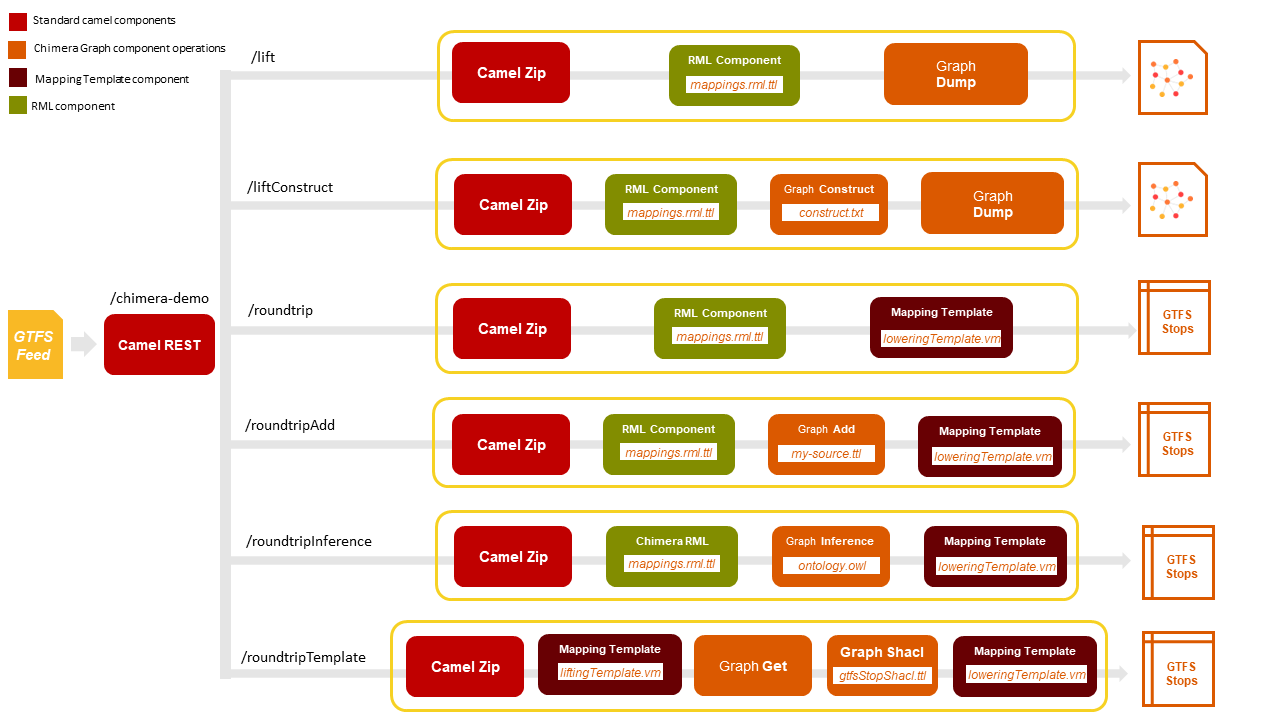 Standard camel components
Chimera Graph component operations
Mapping Template component
RML component
GTFS
Feed
/chimera-demo
Camel REST
/lift
Camel Zip
RML Component
mappings.rml.ttl
Graph
Dump
/liftConstruct
Camel Zip
RML Component
mappings.rml.ttl
Graph Construct
construct.txt
Graph
Dump
/roundtrip
Camel Zip
RML Component
mappings.rml.ttl
Mapping Template
loweringTemplate.vm
GTFS
Stops
/roundtripAdd
Camel Zip
RML Component
mappings.rml.ttl
Graph Add
my-source.ttl
Mapping Template
loweringTemplate.vm
GTFS
Stops
/roundtripInference
Camel Zip
Chimera RML
mappings.rml.ttl
Graph Inference
ontology.owl
Mapping Template
loweringTemplate.vm
GTFS
Stops
/roundtripTemplate
Camel Zip
Mapping Template
liftingTemplate.vm
Graph Get
Graph Shacl
gtfsStopShacl.ttl
Mapping Template
loweringTemplate.vm
GTFS
Stops